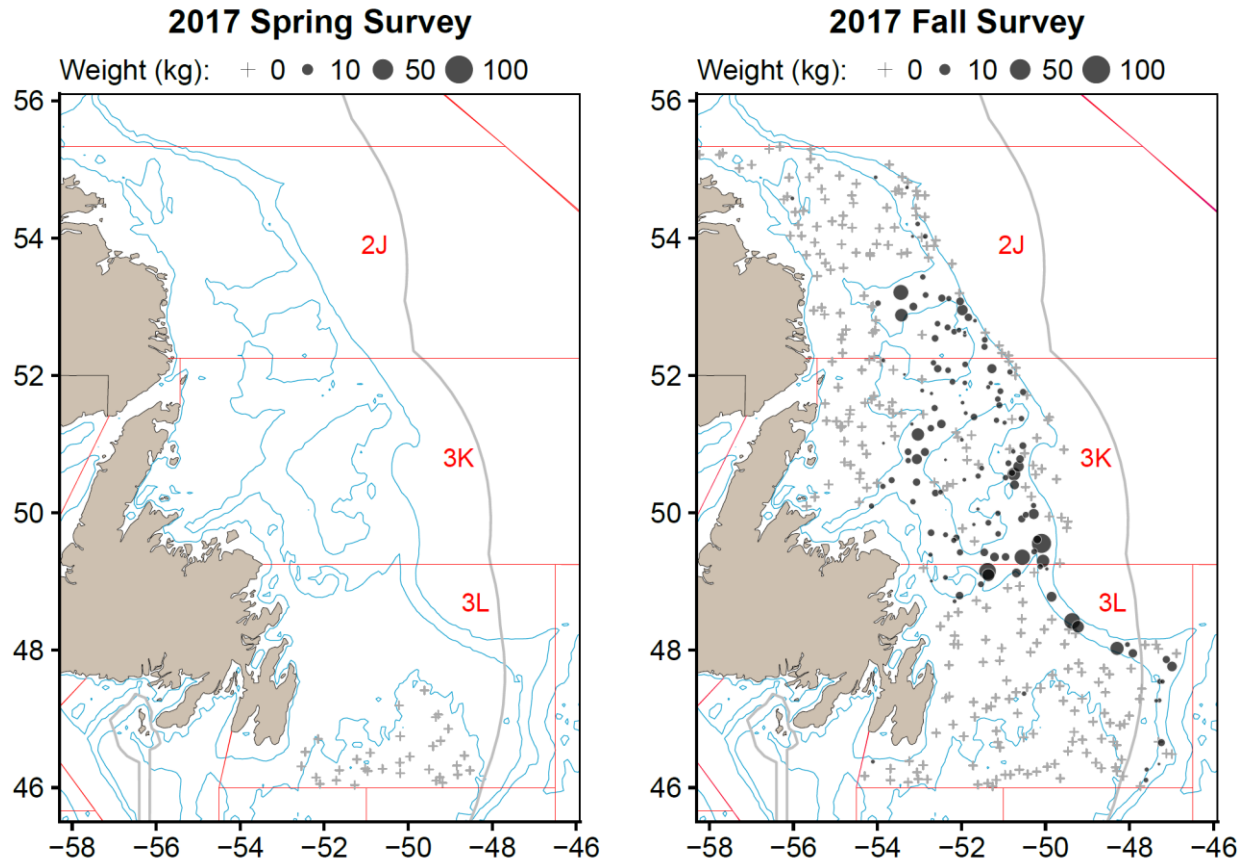 2017 Spring Survey
Weight (kg): + 0 ● 10 ● 50 ● 100
56
54
52
50
48
46
2J
3K
3L
−58 −56 −54 −52 −50 −48 −46
2017 Fall Survey
Weight (kg): + 0 ● 10 ● 50 ● 100
56
54
52
50
48
46
2J
3K
3L
−58 −56 −54 −52 −50 −48 −46